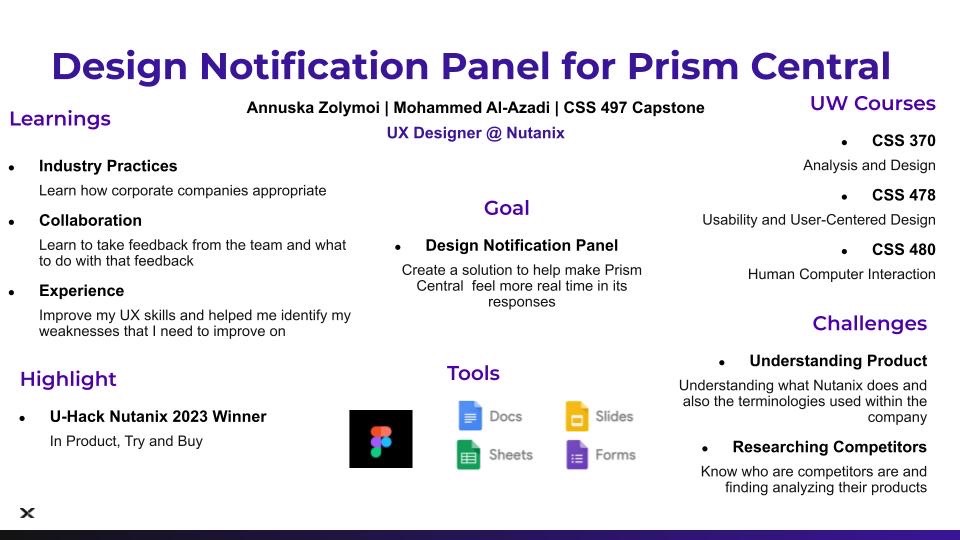 Design Notification Panel for Prism Central
Annuska Zolymoi | Mohammed Al-Azadi | CSS 497 Capstone
UX Designer @ Nutanix
Learnings
• Industry Practices
Learn how corporate companies appropriate
• Collaboration
Learn to take feedback from the team and what
to do with that feedback
• Experience
Improve my UX skills and helped me identify my
weaknesses that I need to improve on
Highlight
• U-Hack Nutanix 2023 Winner
In Product, Try and Buy
Goal
• Design Notification Panel
Create a solution to help make Prism
Central  feel more real time in its
responses
Tools
Docs
Slides
Sheets
Forms
UW Courses
• CSS 370
Analysis and Design
• CSS 478
Usability and User-Centered Design
• CSS 480
Human Computer Interaction
Challenges
• Understanding Product
Understanding what Nutanix does and
also the terminologies used within the
company
• Researching Competitors
Know who are competitors are and
finding analyzing their products